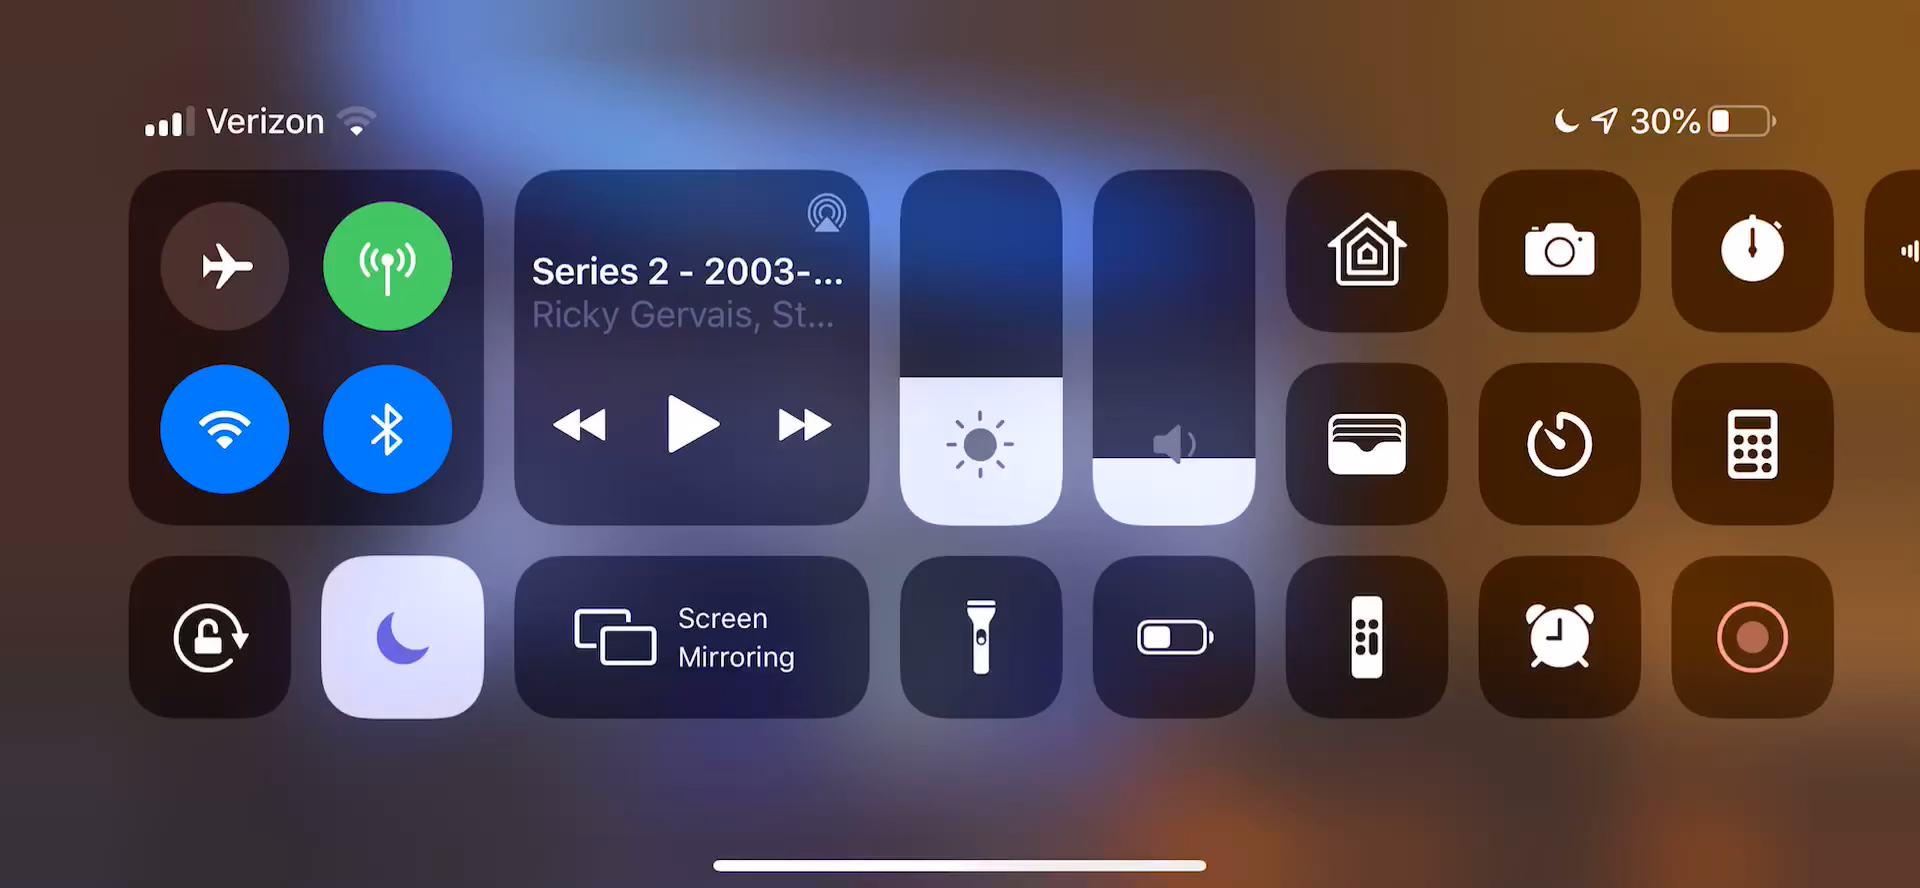 Verizon
30%
Series 2 - 2003-...
Ricky Gervais, St...
Screen
Mirroring